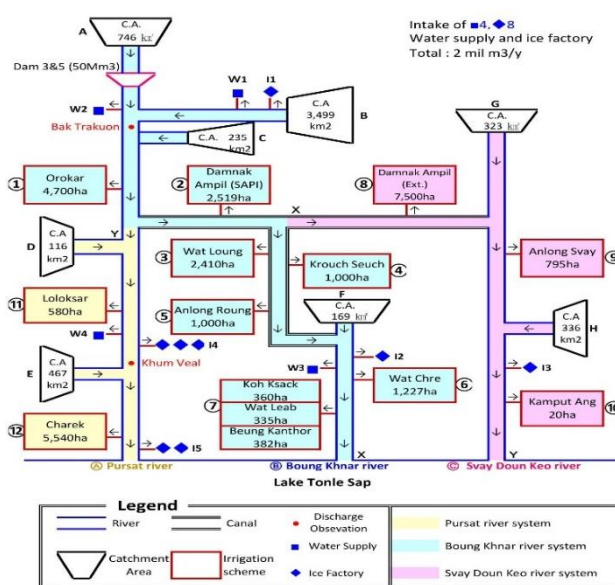 Intake of ■4, ◆8
Water supply and ice factory
Total : 2 mil m3/y
A
C.A.
746 km²
Dam 3&5 (50Mm3)
W2
Bak Trakuon
W1
I1
C.A
3,499
km2
B
C.A. 235
km2
C
G
C.A.
323 km²
①
Orokar
4,700ha
②
Damnak
Ampil (SAPI)
2,519ha
⑧
Damnak Ampil
(Ext.)
7,500ha
X
Y
D
C.A
116
km2
③
Wat Loung
2,410ha
Krouch Seuch
1,000ha
④
Anlong Svay
795ha
⑨
⑪
Loloksar
580ha
⑤
Anlong Roung
1,000ha
F
C.A.
169 km²
C.A
336
km2
H
W4
I4
Khum Veal
W3
I2
I3
E
C.A
467
km2
⑦
Koh Ksack
360ha
Wat Leab
335ha
Beung Kanthor
382ha
Wat Chre
1,227ha
⑥
Kamput Ang
20ha
⑩
⑫
Charek
5,540ha
I5
X
Y
Ⓐ Pursat river
Ⓑ Boung Khnar river
Ⓒ Svay Doun Keo river
Lake Tonle Sap
Legend
River
Canal
Discharge
Obsevation
Water Supply
Catchment
Area
Irrigation
scheme
Ice Factory
Pursat river system
Boung Khnar river system
Svay Doun Keo river system